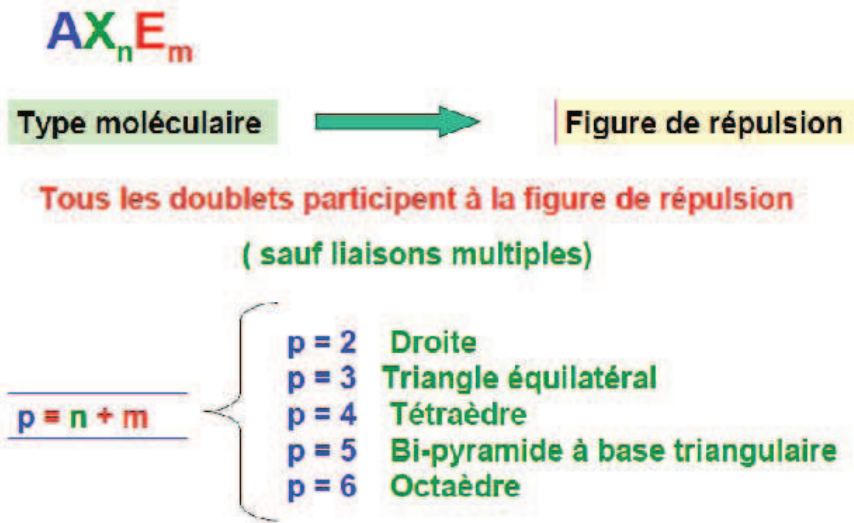 AXnEm
Type moléculaire Figure de répulsion
Tous les doublets participent à la figure de répulsion
( sauf liaisons multiples)
p = 2 Droite
p = 3 Triangle équilatéral
p = n + m
p = 4 Tétraèdre
p = 5 Bi-pyramide à base triangulaire
p = 6 Octaèdre